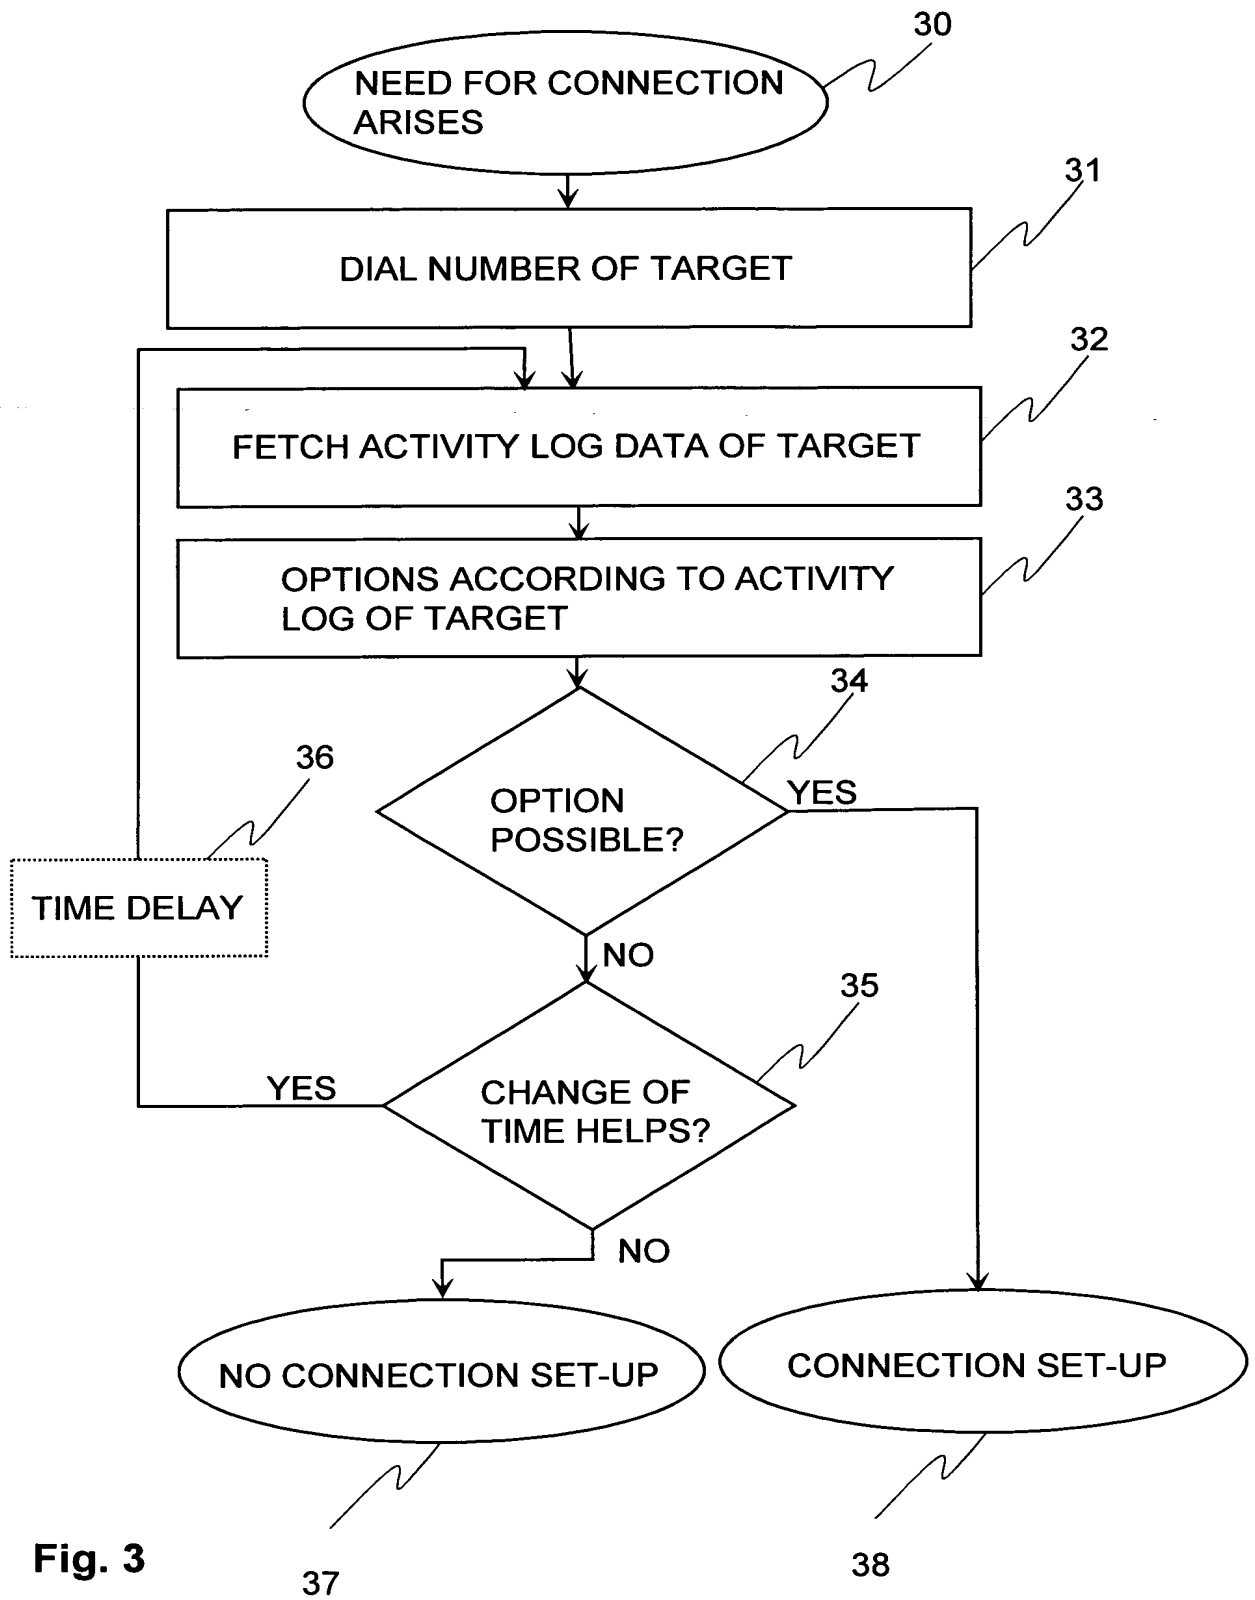 30
NEED FOR CONNECTION
ARISES
31
DIAL NUMBER OF TARGET
32
FETCH ACTIVITY LOG DATA OF TARGET
33
OPTIONS ACCORDING TO ACTIVITY
LOG OF TARGET
34
36
YES
OPTION
POSSIBLE?
TIME DELAY
NO
35
YES
CHANGE OF
TIME HELPS?
NO
NO CONNECTION SET-UP
CONNECTION SET-UP
Fig. 3
37
38